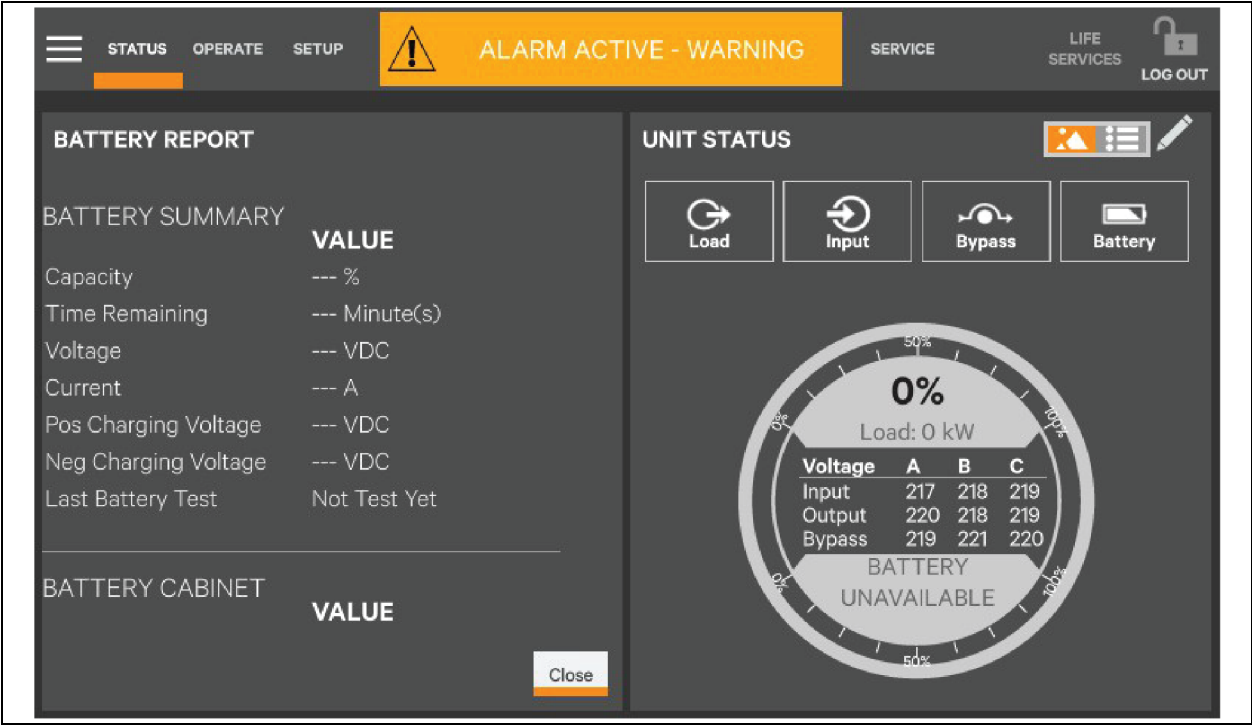 STATUS OPERATE SETUP ALARM ACTIVE - WARNING SERVICE LIFE SERVICES LOG OUT
BATTERY REPORT
BATTERY SUMMARY
VALUE
Capacity --- %
Time Remaining --- Minute(s)
Voltage --- VDC
Current --- A
Pos Charging Voltage --- VDC
Neg Charging Voltage --- VDC
Last Battery Test Not Test Yet
BATTERY CABINET
VALUE
Close
UNIT STATUS
Load Input Bypass Battery
50%
0% 100%
0%
Load: 0 kW
Voltage A B C
Input 217 218 219
Output 220 218 219
Bypass 219 221 220
BATTERY
UNAVAILABLE
0% 100%
50%